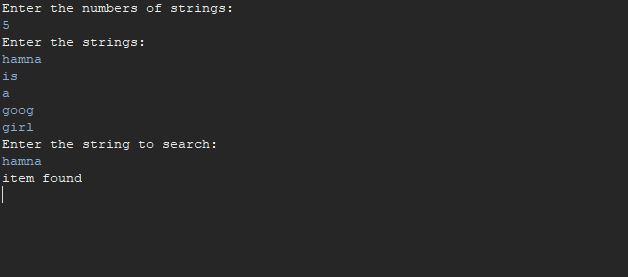 Enter the numbers of strings:
5
Enter the strings:
hamna
is
a
goog
girl
Enter the string to search:
hamna
item found